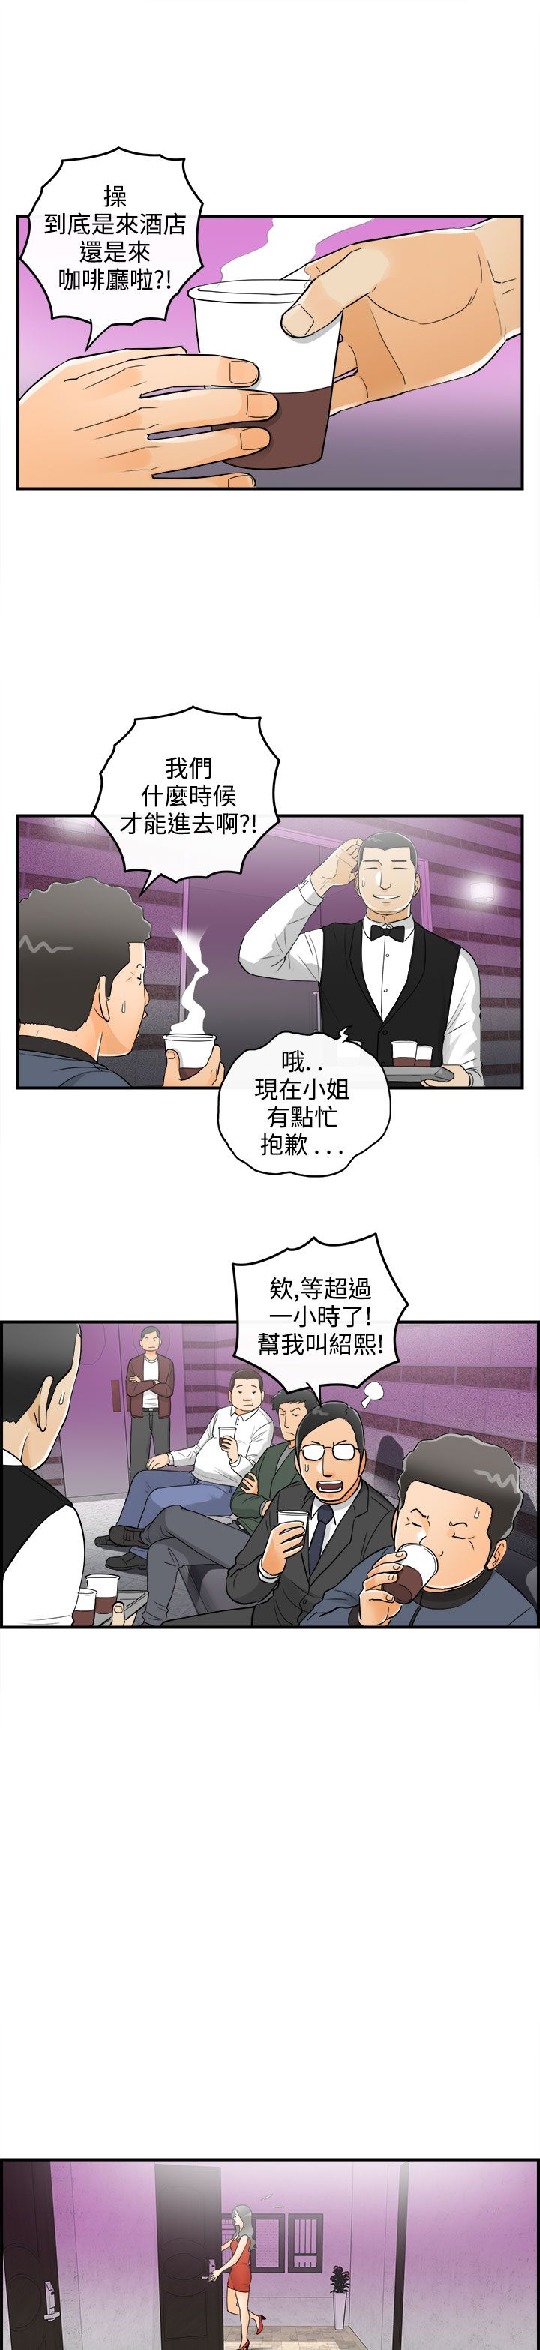 操
到底是來酒店
還是來
咖啡廳啦?!
我們
什麼時候
才能進去啊?!
哦. .
現在小姐
有點忙
抱歉 . . .
欸,等超過
一小時了!
幫我叫紹熙!